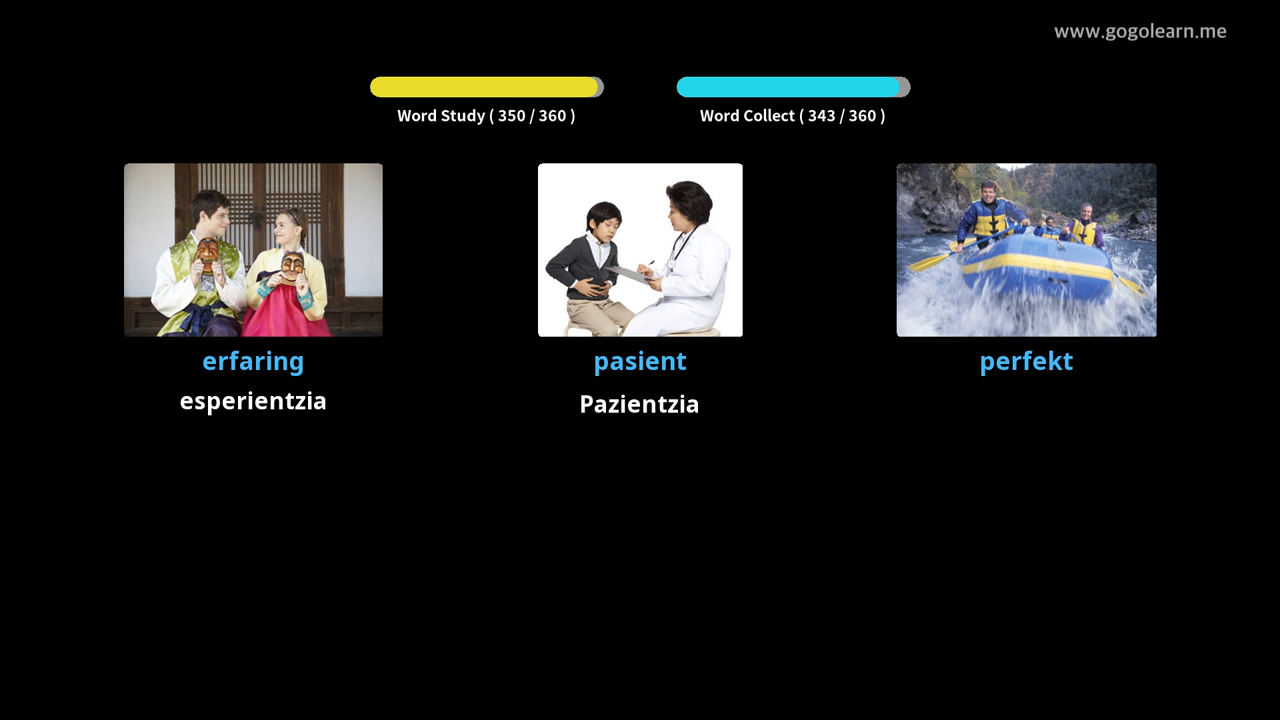 www.gogolearn.me
Word Study ( 350 / 360 )
Word Collect ( 343 / 360 )
erfaring
pasient
perfekt
esperientzia
Pazientzia